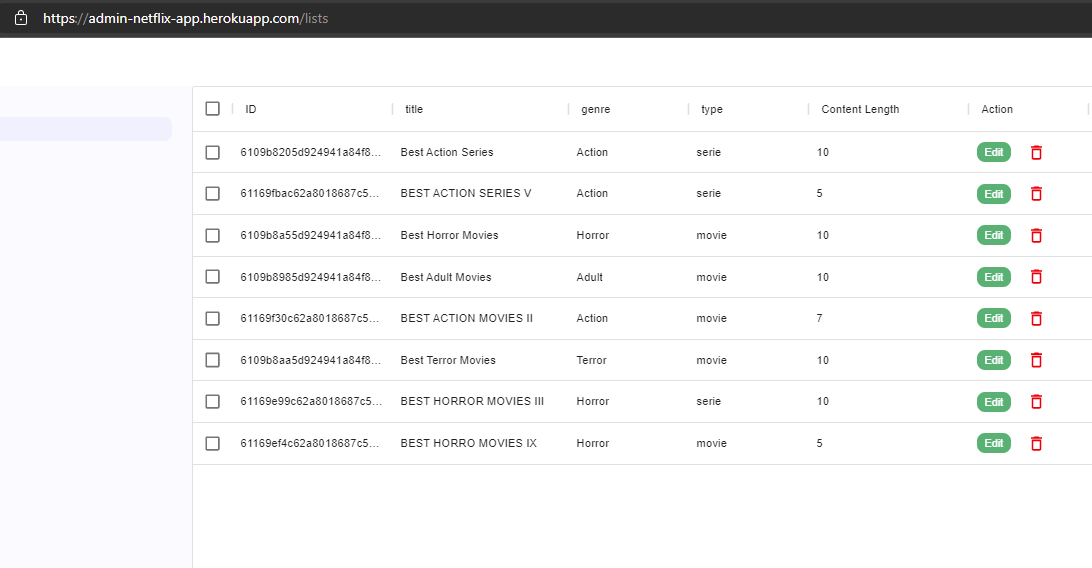 https://admin-netflix-app.herokuapp.com/lists
ID title genre type Content Length Action
6109b8205d924941a84f8... Best Action Series Action serie 10 Edit
61169fbac62a8018687c5... BEST ACTION SERIES V Action serie 5 Edit
6109b8a55d924941a84f8... Best Horror Movies Horror movie 10 Edit
6109b8985d924941a84f8... Best Adult Movies Adult movie 10 Edit
61169f30c62a8018687c5... BEST ACTION MOVIES II Action movie 7 Edit
6109b8aa5d924941a84f8... Best Terror Movies Terror movie 10 Edit
61169e99c62a8018687c5... BEST HORROR MOVIES III Horror serie 10 Edit
61169ef4c62a8018687c5... BEST HORRO MOVIES IX Horror movie 5 Edit